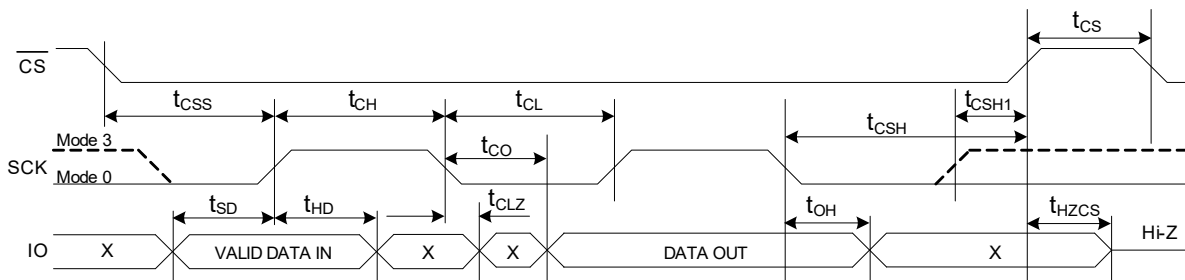 tCS
CS
tCSS
tCH
tCL
tCSH1
tCSH
Mode 3
SCK
Mode 0
tCO
tSD
tHD
tCLZ
tOH
tHZCS
IO
X
VALID DATA IN
X
X
DATA OUT
X
Hi-Z